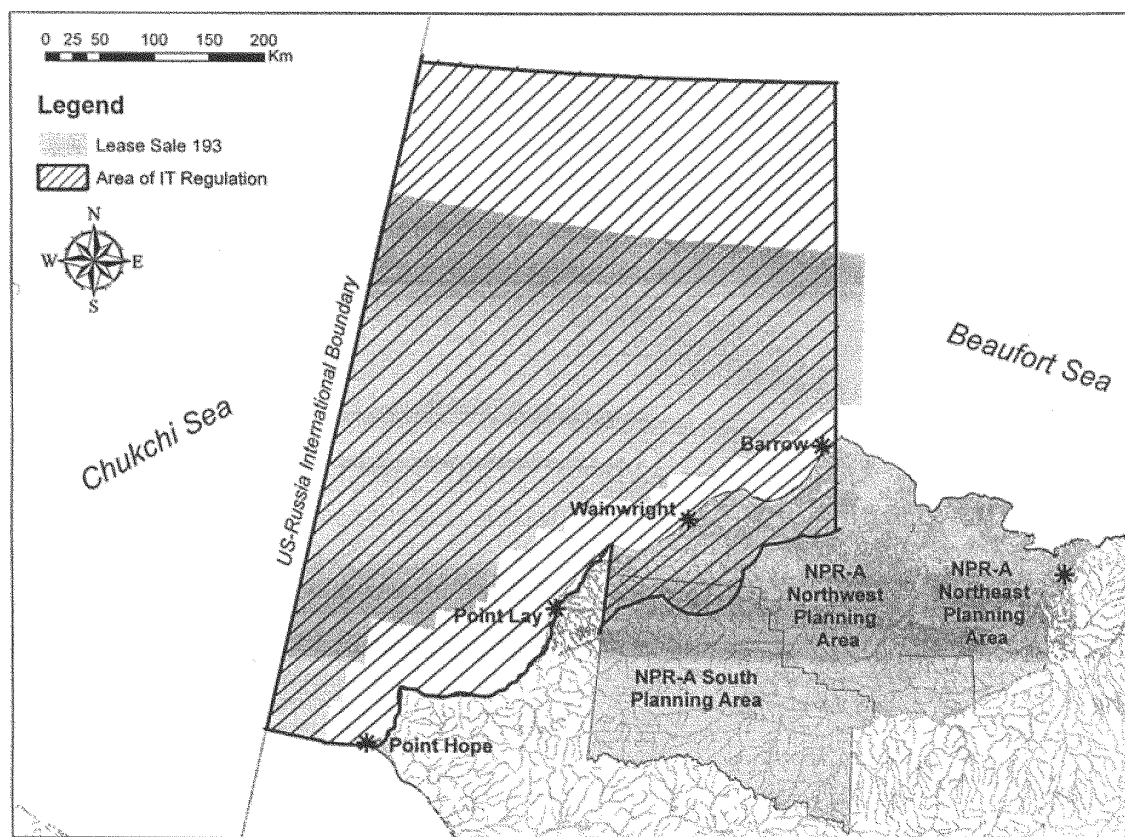 0 25 50 100 150 200
Km
Legend
Lease Sale 193
Area of IT Regulation
N
W E
S
US-Russia International Boundary
Chukchi Sea
Beaufort Sea
Barrow
Wainwright
Point Lay
Point Hope
NPR-A
Northwest
Planning
Area
NPR-A
Northeast
Planning
Area
NPR-A South
Planning Area